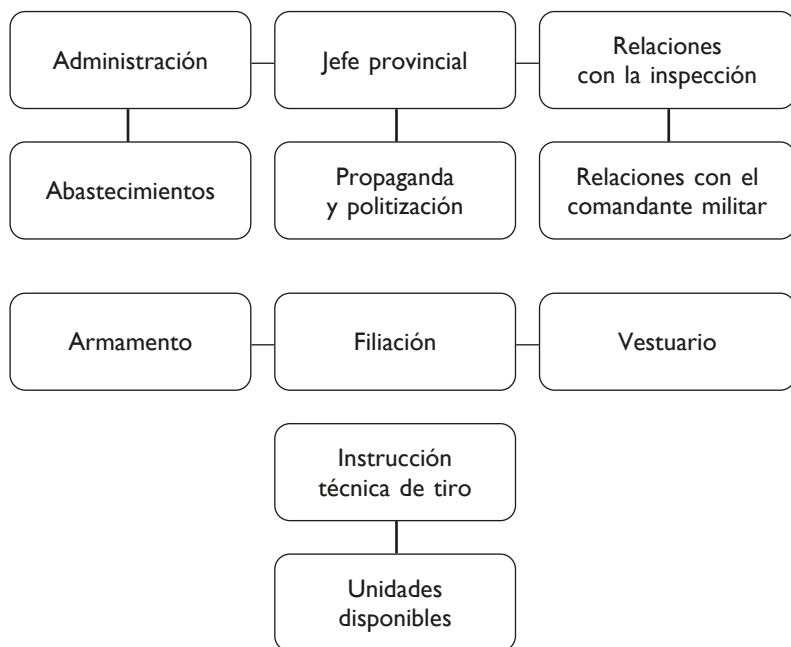 Administración
Jefe provincial
Relaciones
con la inspección
Abastecimientos
Propaganda
y politización
Relaciones con el
comandante militar
Armamento
Filiación
Vestuario
Instrucción
técnica de tiro
Unidades
disponibles